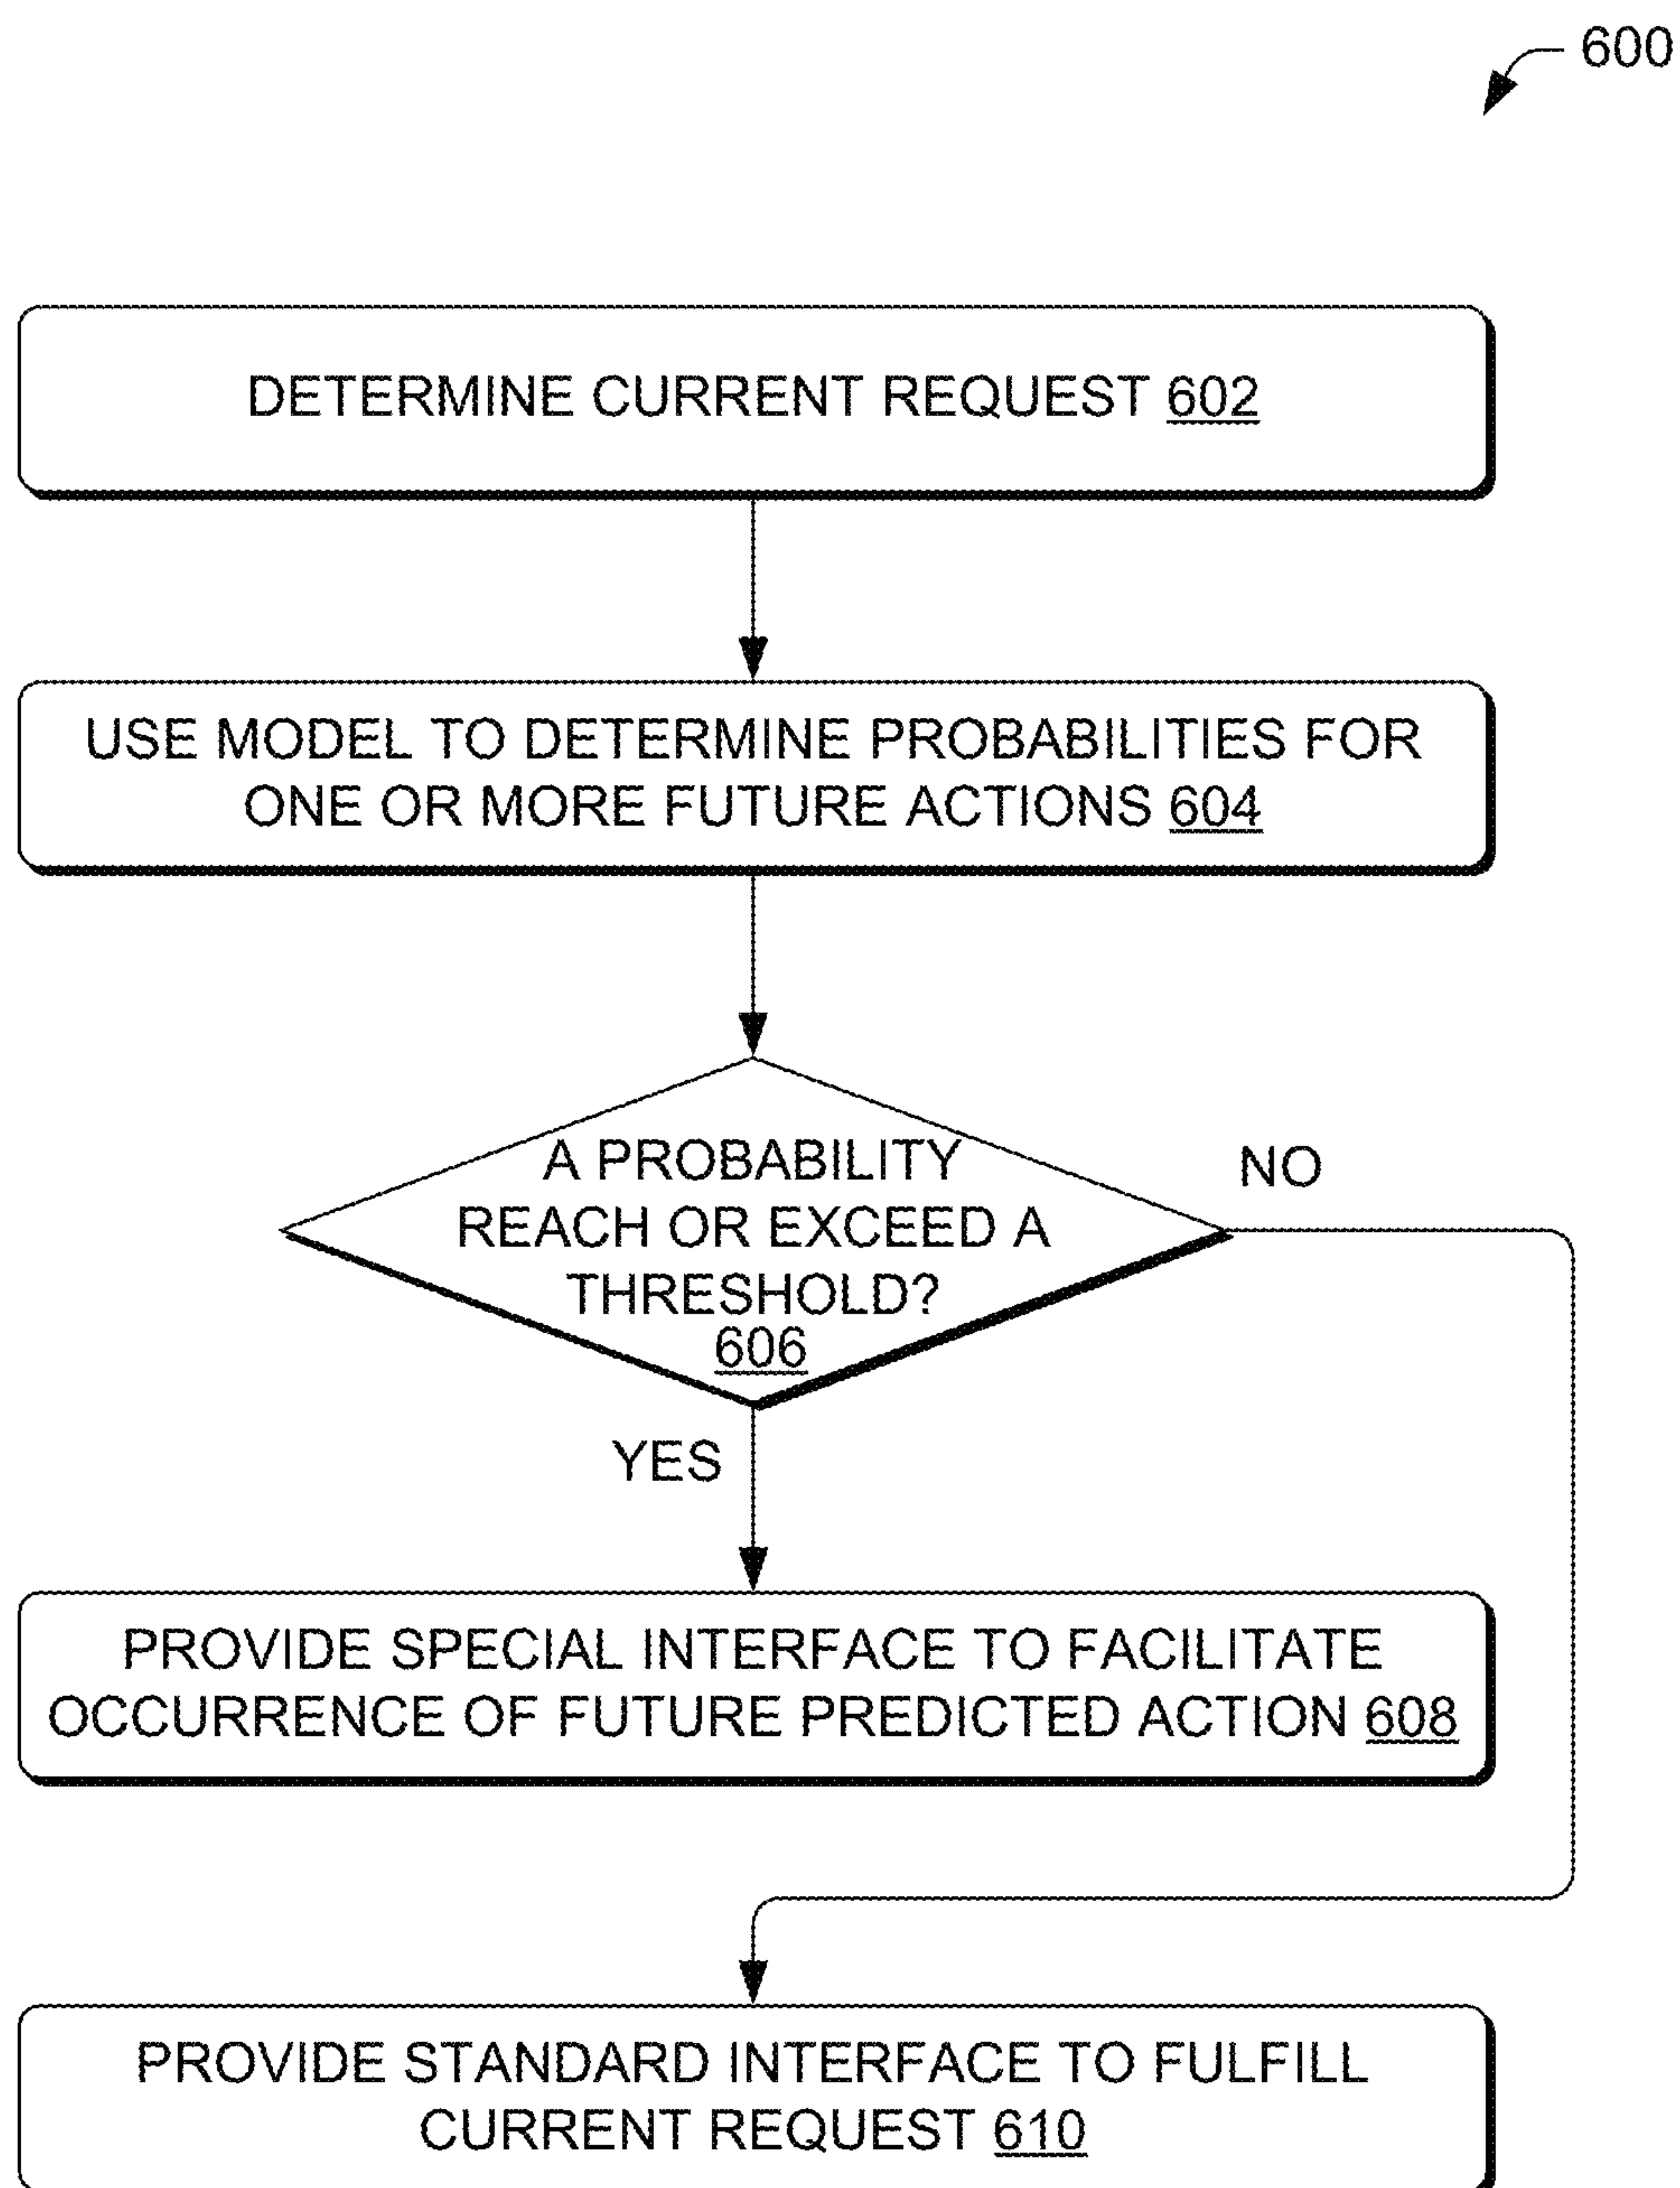 600
DETERMINE CURRENT REQUEST 602
USE MODEL TO DETERMINE PROBABILITIES FOR
ONE OR MORE FUTURE ACTIONS 604
A PROBABILITY
REACH OR EXCEED A
THRESHOLD?
606
NO
YES
PROVIDE SPECIAL INTERFACE TO FACILITATE
OCCURRENCE OF FUTURE PREDICTED ACTION 608
PROVIDE STANDARD INTERFACE TO FULFILL
CURRENT REQUEST 610